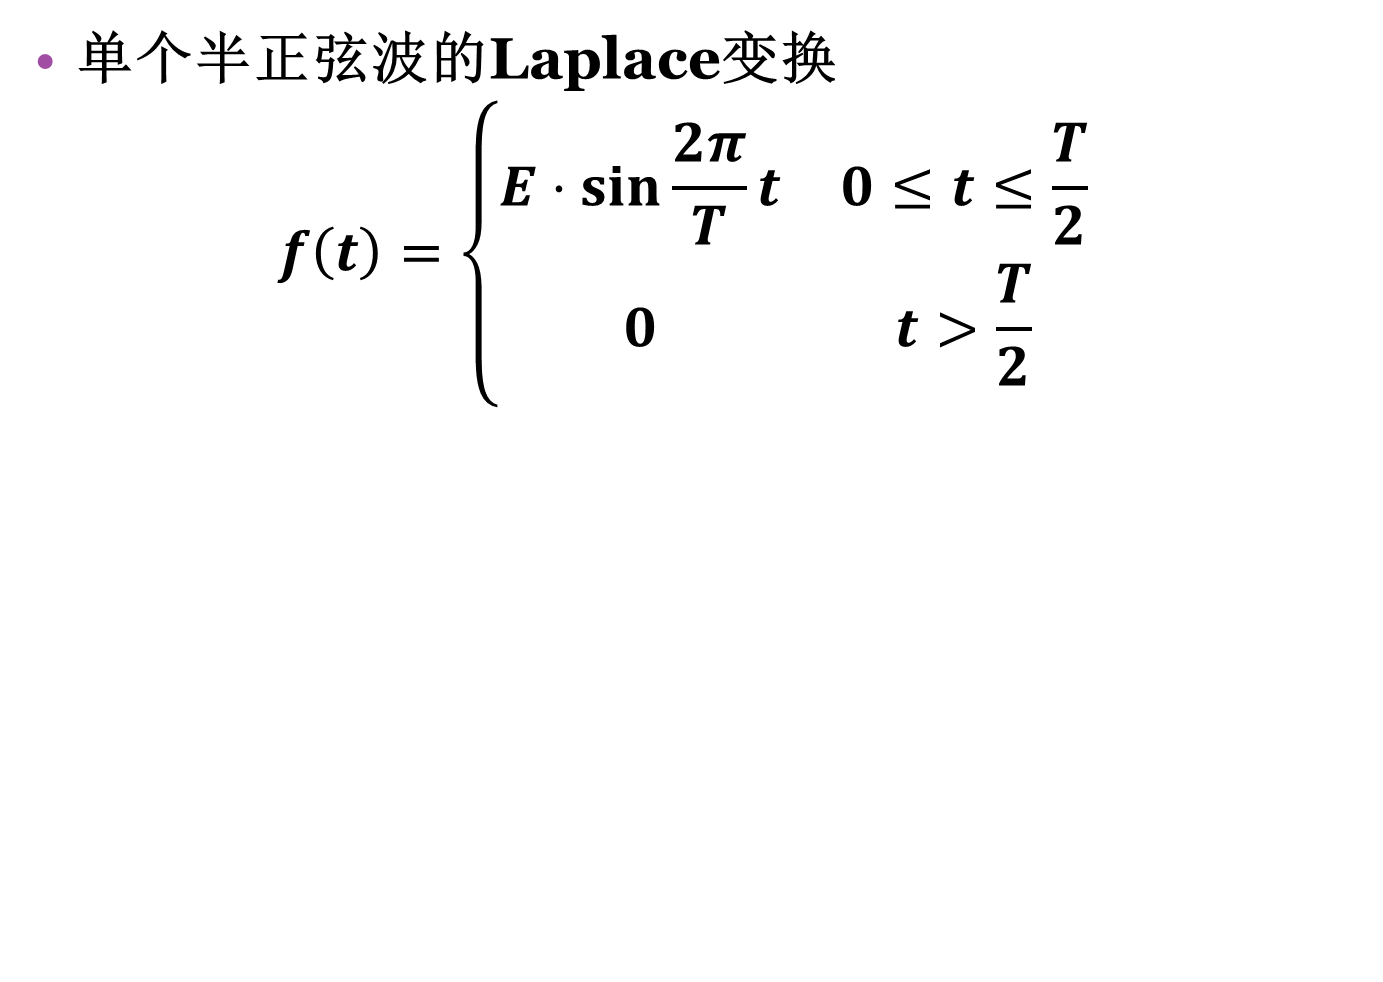 • 单个半正弦波的Laplace变换
f(t) = { E · sin 2π/T t   0 ≤ t ≤ T/2
0   t > T/2